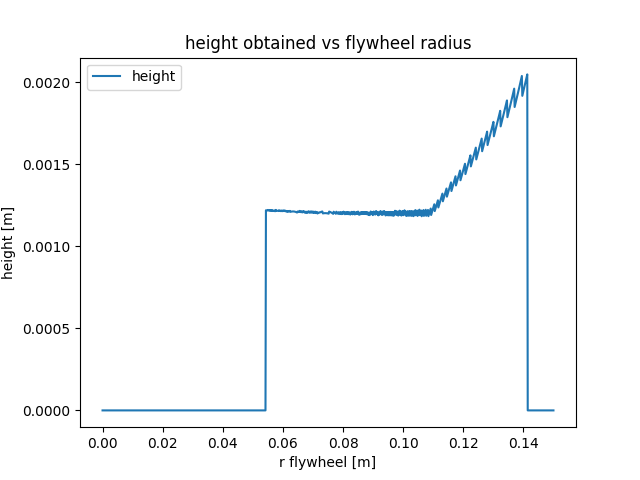 height obtained vs flywheel radius
height
0.0020
0.0015
0.0010
0.0005
0.0000
height [m]
0.00 0.02 0.04 0.06 0.08 0.10 0.12 0.14
r flywheel [m]